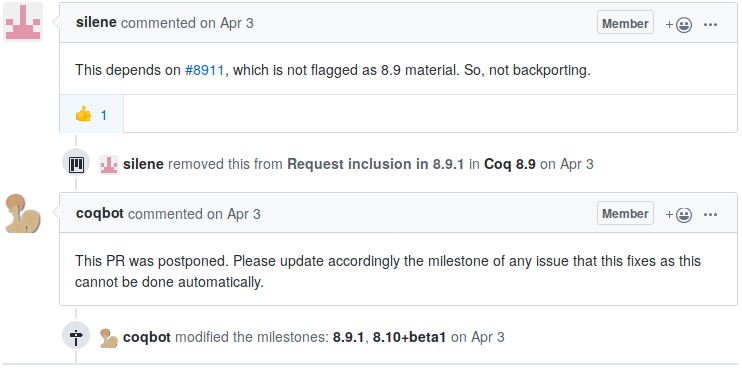 silene commented on Apr 3 Member
This depends on #8911, which is not flagged as 8.9 material. So, not backporting.
1
silene removed this from Request inclusion in 8.9.1 in Coq 8.9 on Apr 3
coqbot commented on Apr 3 Member
This PR was postponed. Please update accordingly the milestone of any issue that this fixes as this
cannot be done automatically.
coqbot modified the milestones: 8.9.1, 8.10+beta1 on Apr 3